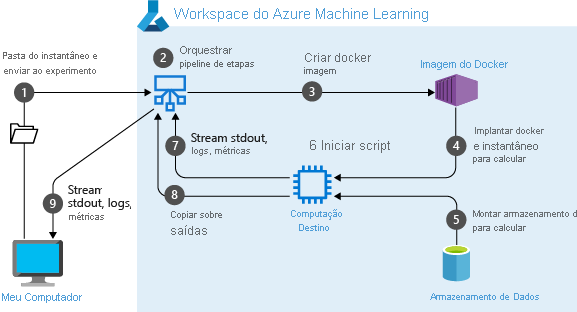 Workspace do Azure Machine Learning
Pasta do instantâneo e
enviar ao experimento
1
2
Orquestrar
pipeline de etapas
Criar docker
imagem
3
Imagem do Docker
4
Implantar docker
e instantâneo
para calcular
7
Stream stdout,
logs, métricas
6 Iniciar script
8
Copiar sobre
saídas
Computação
Destino
5
Montar armazenamento d
para calcular
9
Stream
stdout, logs,
métricas
Meu Computador
Armazenamento de Dados